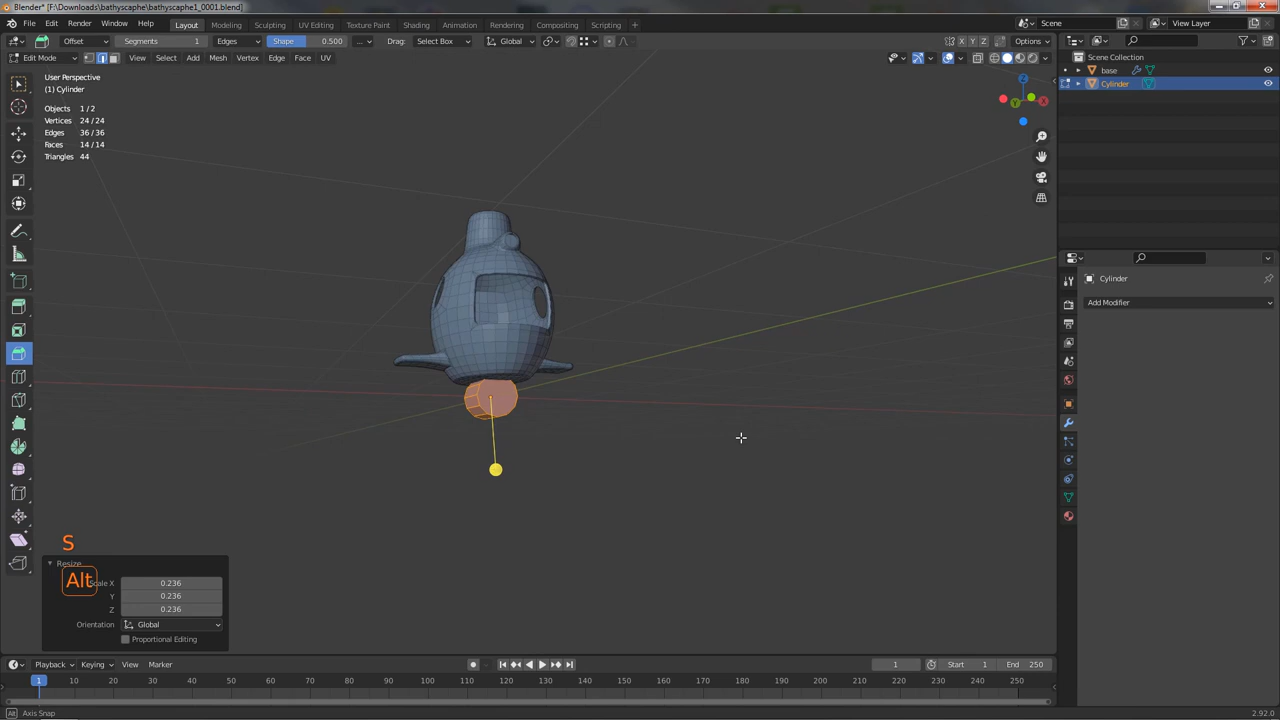 Blender* [F:/Downloads/bathyscaphe\bathyscaphe1_0001.blend]
File Edit Render Window Help Layout Modeling Sculpting UV Editing Texture Paint Shading Animation Rendering Compositing Scripting Scene View Layer
Offset Segments 1 Edges Shape 0.500 ... Drag: Select Box Global X Y Z Options
Edit Mode View Select Add Mesh Vertex Edge Face UV
Scene Collection
base
Cylinder
User Perspective
(1) Cylinder
Objects 1/2
Vertices 24/24
Edges 36/36
Faces 14/14
Triangles 44
Z
X
Y
Cylinder
Add Modifier
S
Resize
Alt
Scale X 0.236
Y 0.236
Z 0.236
Orientation Global
Proportional Editing
Playback Keying View Marker 1 Start 1 End 250
1 10 20 30 40 50 60 70 80 90 100 110 120 130 140 150 160 170 180 190 200 210 220 230 240 250
Alt Axis Snap 2.92.0